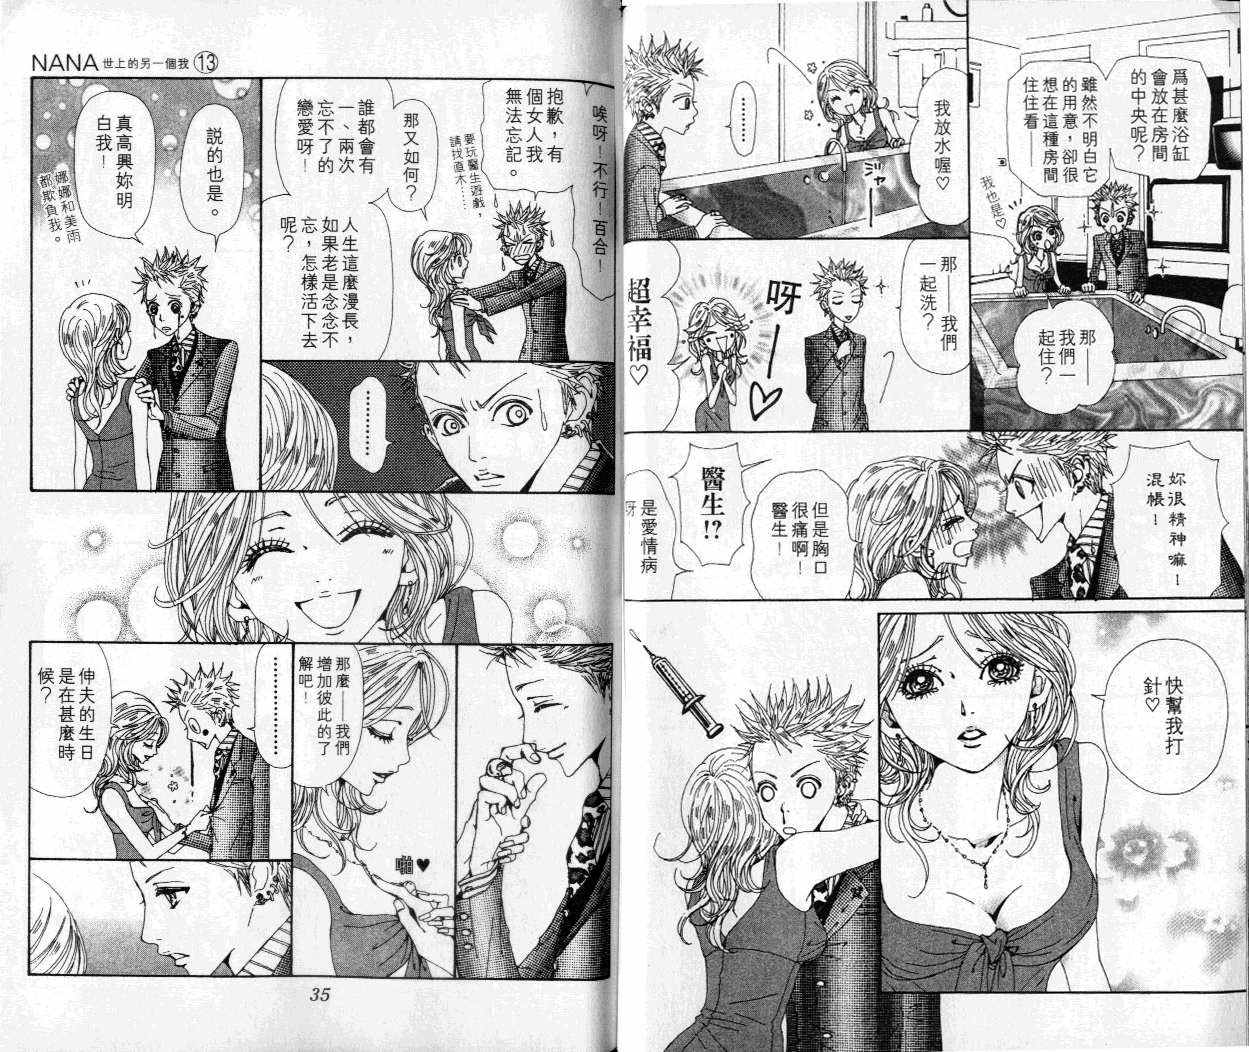 爲甚麼浴缸
會放在房間
的中央呢?
雖然不明白它
的用意,卻很
想在這種房間
住住看——
我也是♡
那——
我們一
起住?
我放水喔♡
ジャー
…………
那——我們
一起洗?
呀——♡
超幸福♡
妳很精神嘛!
混帳!
但是胸口
很痛啊!
醫生!
醫生!?
是愛情病
呀
快幫我打
針♡
NANA 世上的另一個我 ⑬
唉呀!不行!百合!
抱歉,有
個女人我
無法忘記。
要玩醫生遊戲,
請找直木……
那又如何?
誰都會有
一、兩次
忘不了的
戀愛呀!
人生這麼漫長,
如果老是念念不
忘,怎樣活下去
呢?
…………
說的也是。
真高興妳明
白我!
娜娜和美雨
都欺負我。
那麼——我們
增加彼此的了
解吧!
啾♥
…………
伸夫的生日
是在甚麼時
候?
35